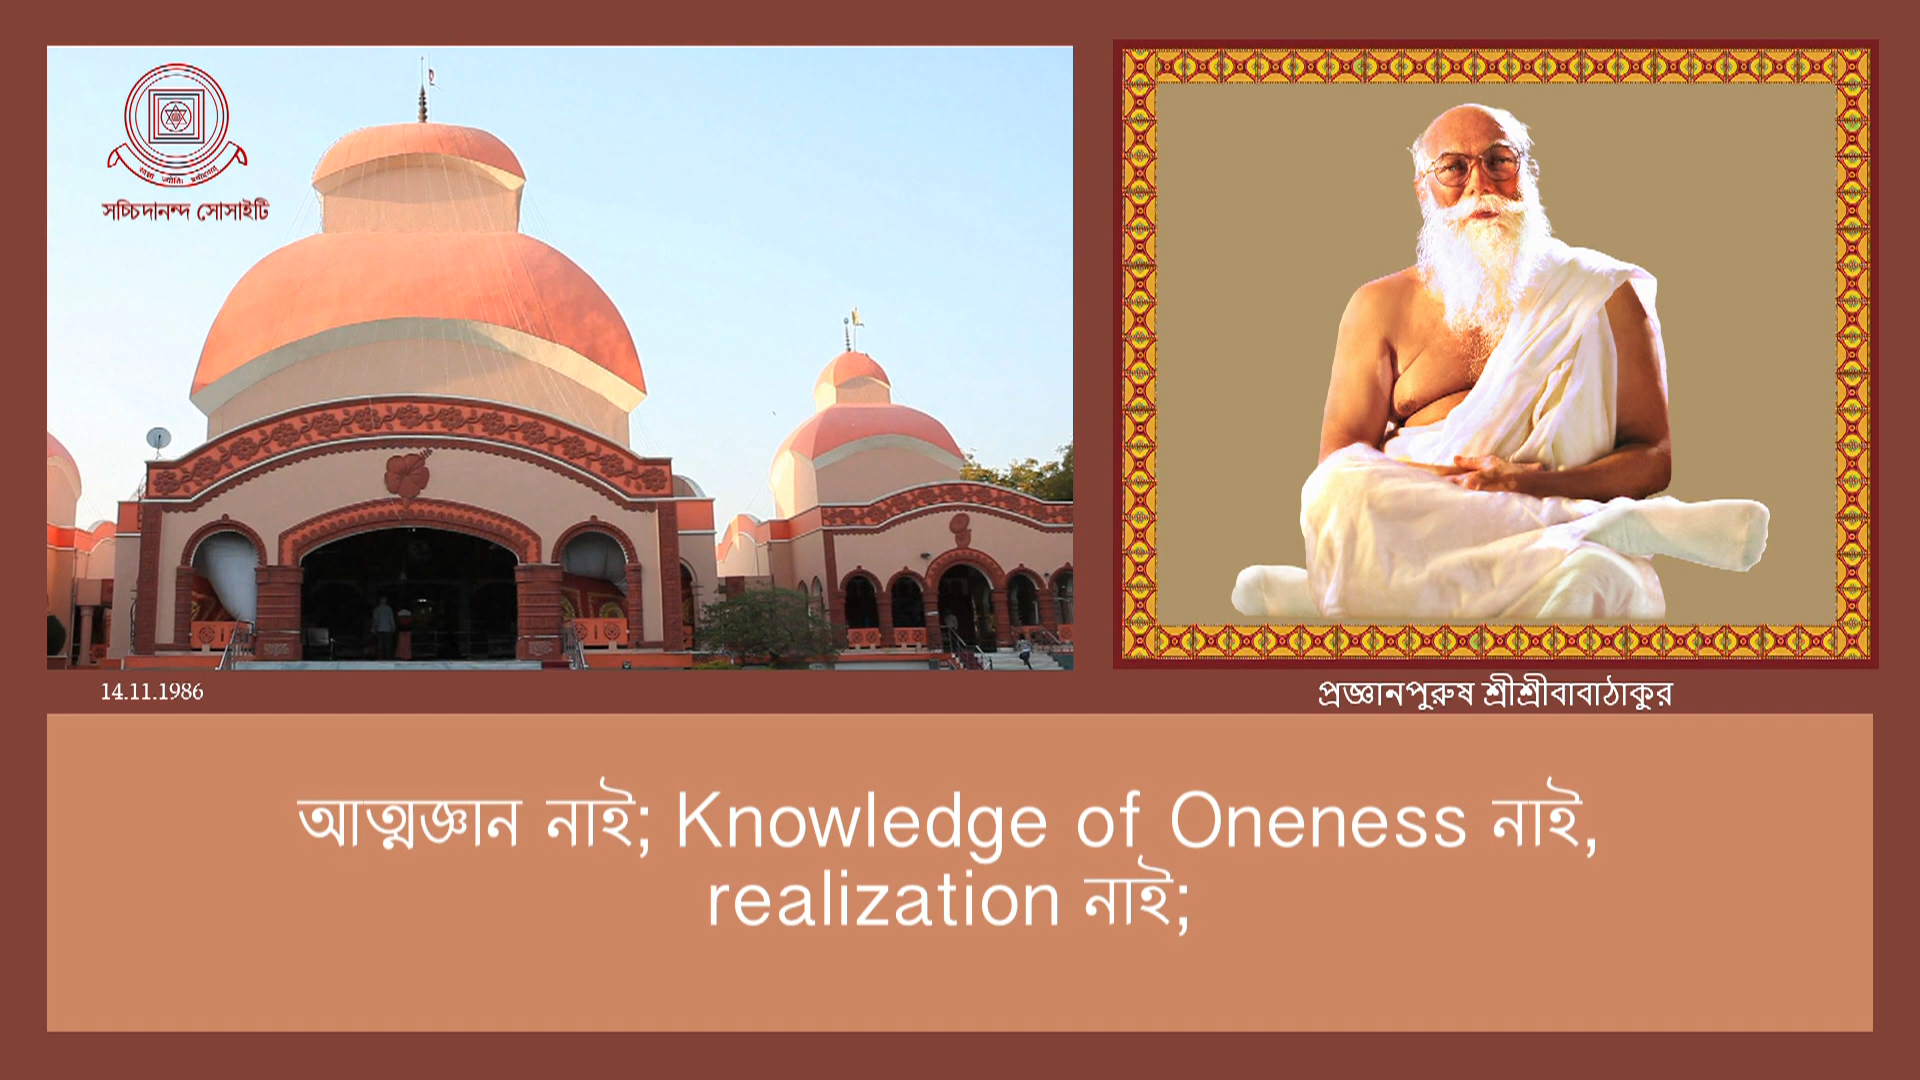 সচ্চিদানন্দ সোসাইটি
14.11.1986
প্রজ্ঞানপুরুষ শ্রীশ্রীবাবাঠাকুর
আত্মজ্ঞান নাই; Knowledge of Oneness নাই,
realization নাই;